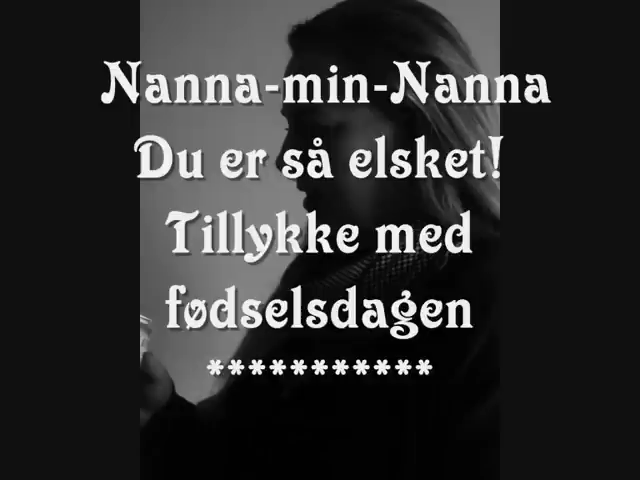 Nanna-min-Nanna
Du er så elsket!
Tillykke med
fødselsdagen
***********